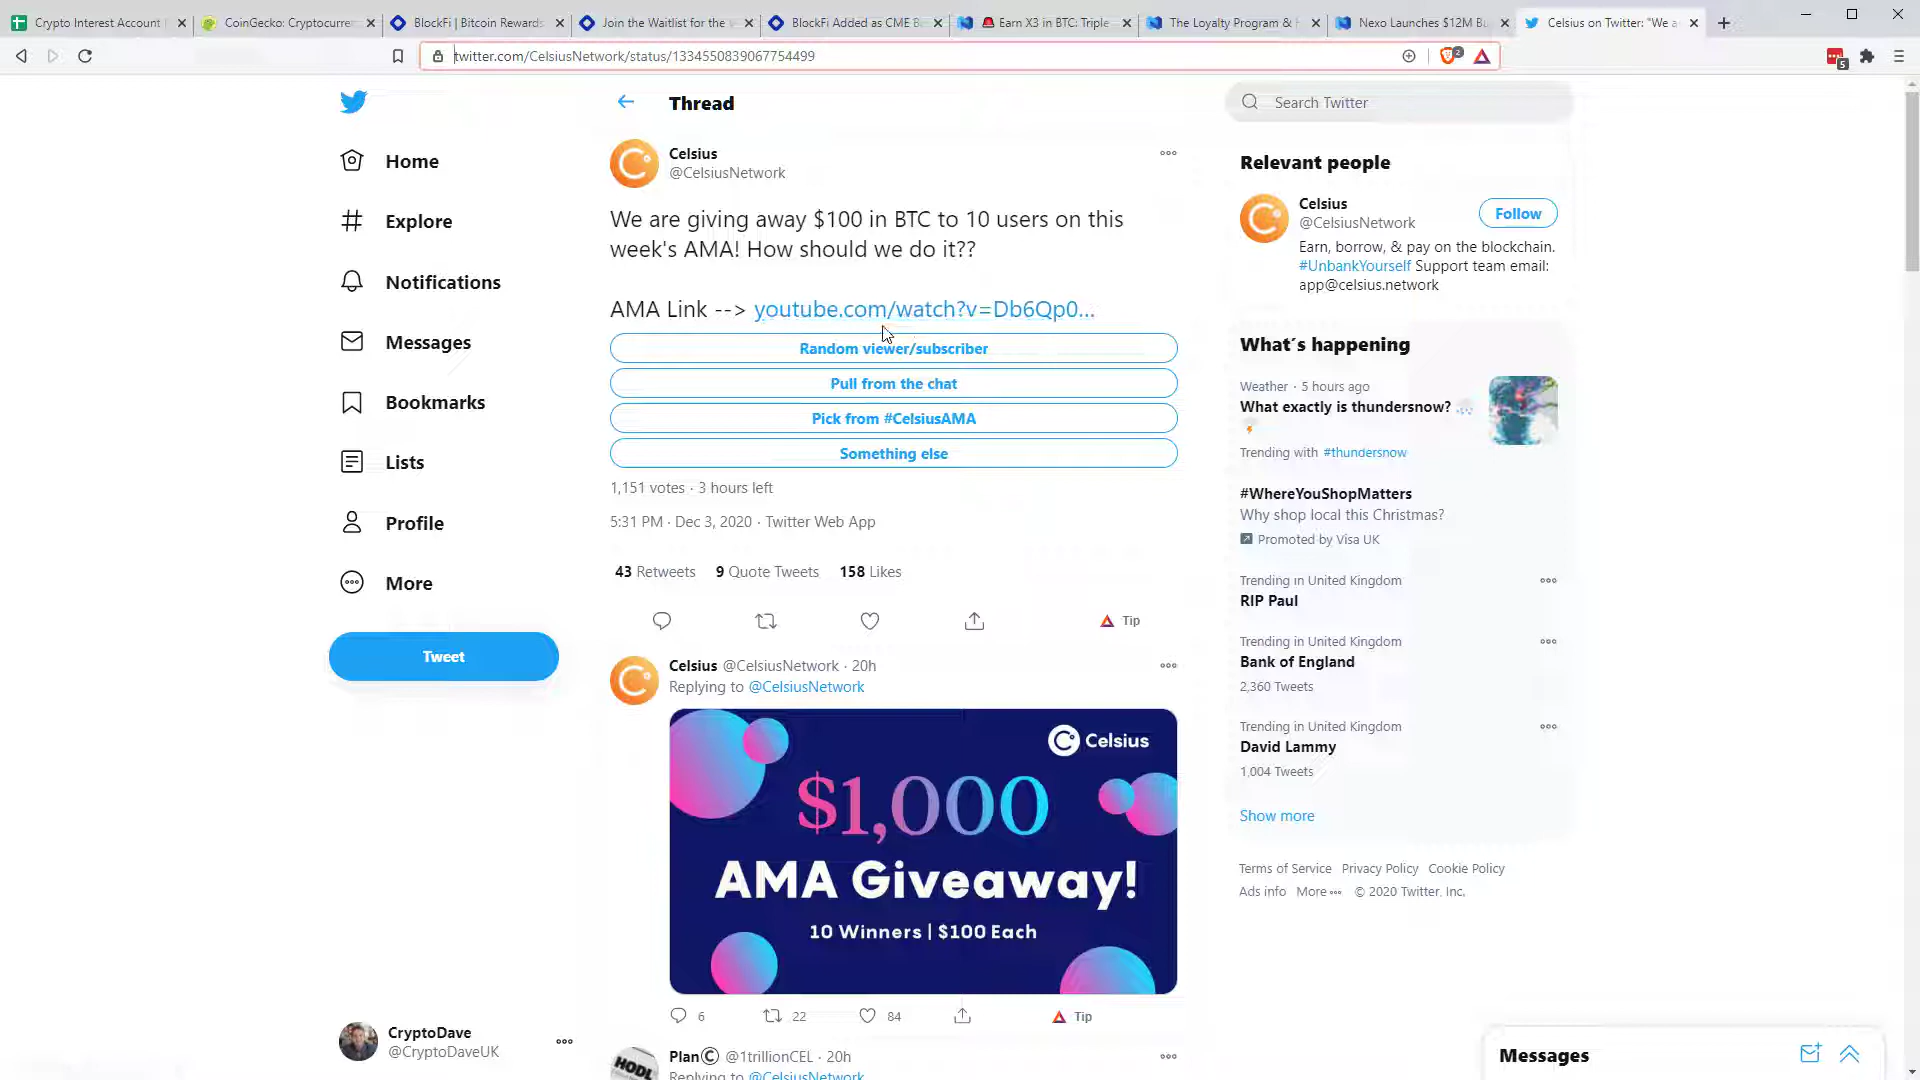 Crypto Interest Account
CoinGecko: Cryptocurre
BlockFi | Bitcoin Rewards
Join the Waitlist for the
BlockFi Added as CME B
Earn X3 in BTC: Triple
The Loyalty Program &
Nexo Launches $12M B
Celsius on Twitter: "We a
twitter.com/CelsiusNetwork/status/1334550839067754499
2
5
Home
Explore
Notifications
Messages
Bookmarks
Lists
Profile
More
Tweet
CryptoDave
@CryptoDaveUK
Thread
Celsius
@CelsiusNetwork
We are giving away $100 in BTC to 10 users on this
week's AMA! How should we do it??
AMA Link --> youtube.com/watch?v=Db6Qp0...
Random viewer/subscriber
Pull from the chat
Pick from #CelsiusAMA
Something else
1,151 votes · 3 hours left
5:31 PM · Dec 3, 2020 · Twitter Web App
43 Retweets 9 Quote Tweets 158 Likes
Tip
Celsius @CelsiusNetwork · 20h
Replying to @CelsiusNetwork
Celsius
$1,000
AMA Giveaway!
10 Winners | $100 Each
6 22 84 Tip
HODL
Plan© @1trillionCEL · 20h
Replying to @CelsiusNetwork
Search Twitter
Relevant people
Celsius
@CelsiusNetwork
Follow
Earn, borrow, & pay on the blockchain.
#UnbankYourself Support team email:
app@celsius.network
What's happening
Weather · 5 hours ago
What exactly is thundersnow?
Trending with #thundersnow
#WhereYouShopMatters
Why shop local this Christmas?
Promoted by Visa UK
Trending in United Kingdom
RIP Paul
Trending in United Kingdom
Bank of England
2,360 Tweets
Trending in United Kingdom
David Lammy
1,004 Tweets
Show more
Terms of Service Privacy Policy Cookie Policy
Ads info More ··· © 2020 Twitter, Inc.
Messages